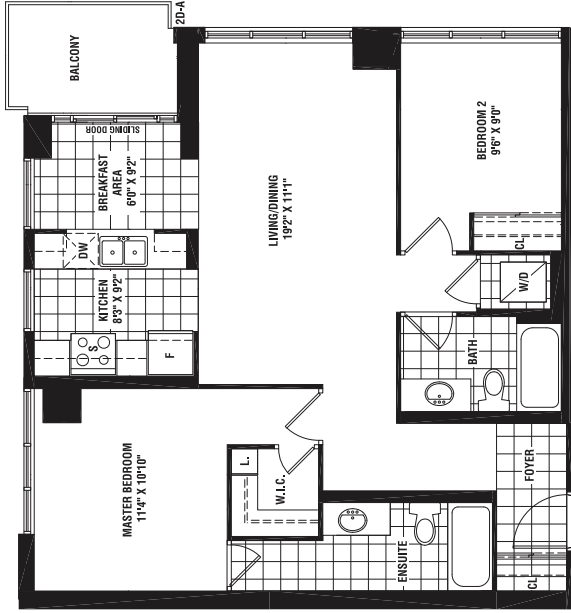 2D-A
BALCONY
SLIDING DOOR
BREAKFAST
AREA
6'0" X 9'2"
LIVING/DINING
19'2" X 11'1"
BEDROOM 2
9'6" X 9'0"
CL
DW
W/D
KITCHEN
8'3" X 9'2"
S
F
BATH
MASTER BEDROOM
11'4" X 10'10"
L.
W.I.C.
FOYER
ENSUITE
CL